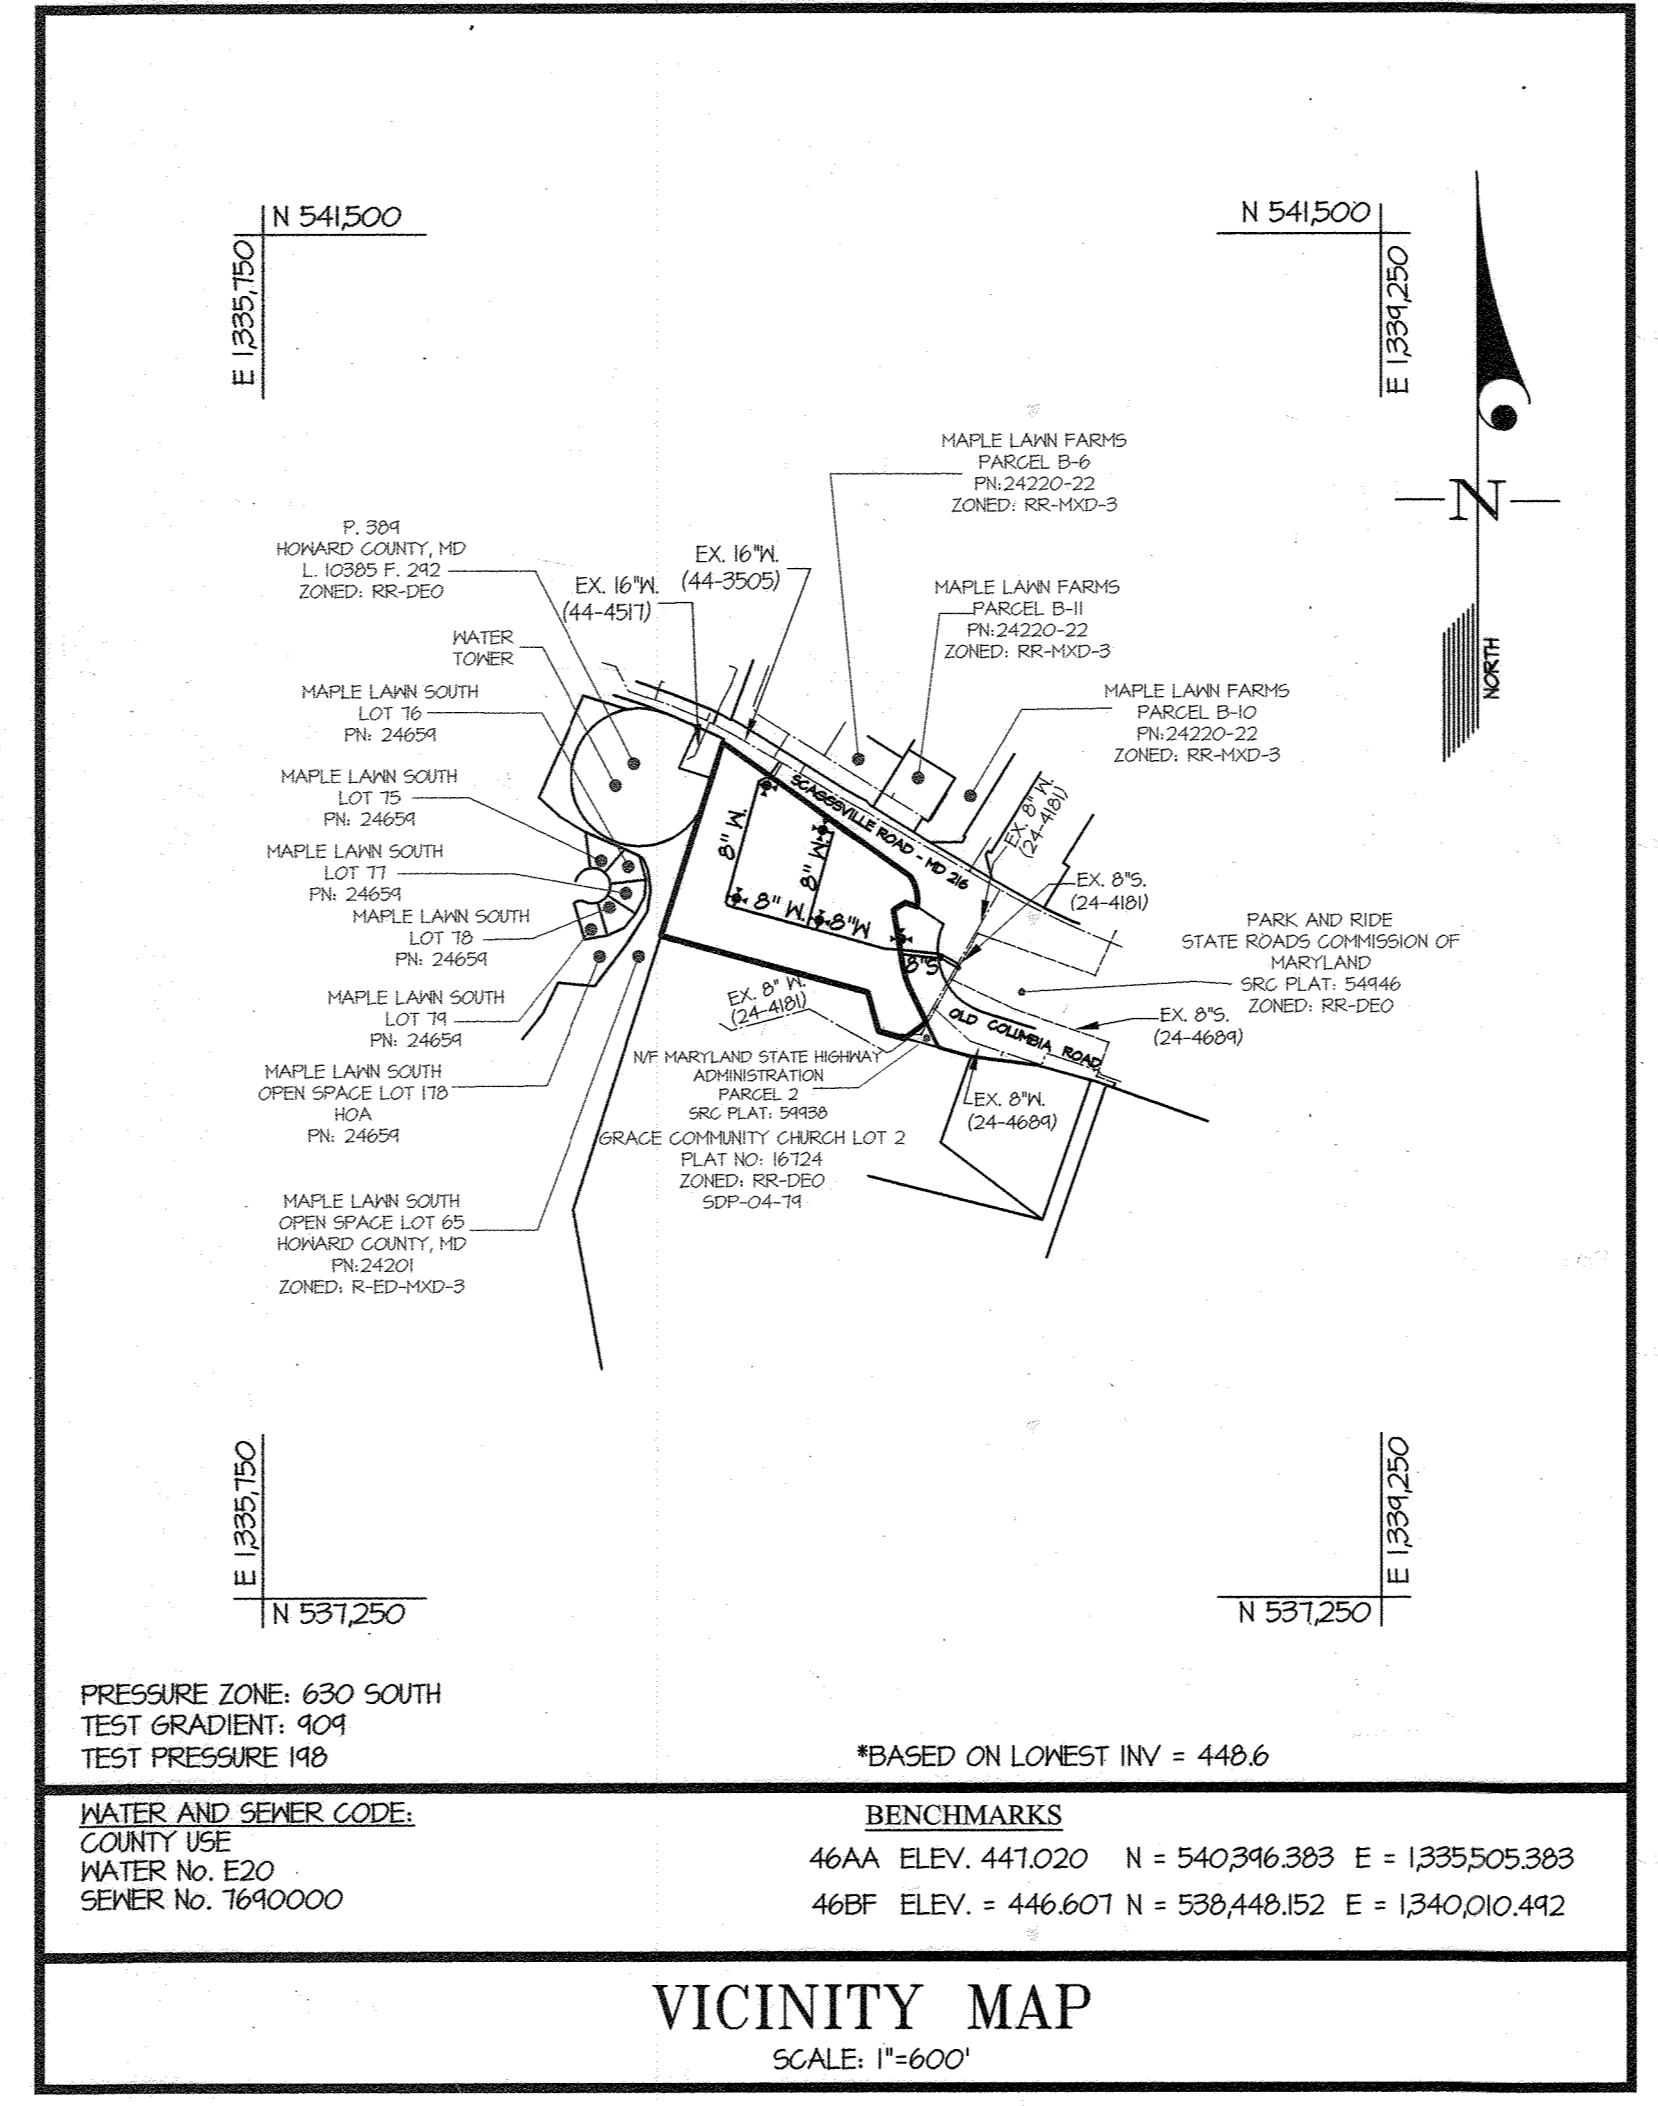 N 541,500
E 1,335,750
N 541,500
E 1,339,250
N
NORTH
MAPLE LAWN FARMS
PARCEL B-6
PN:24220-22
ZONED: RR-MXD-3
P. 389
HOWARD COUNTY, MD
L. 10385 F. 292
ZONED: RR-DEO
EX. 16"W.
(44-3505)
EX. 16"W.
(44-4517)
MAPLE LAWN FARMS
PARCEL B-11
PN:24220-22
ZONED: RR-MXD-3
WATER
TOWER
MAPLE LAWN SOUTH
LOT 76
PN: 24659
MAPLE LAWN FARMS
PARCEL B-10
PN:24220-22
ZONED: RR-MXD-3
MAPLE LAWN SOUTH
LOT 75
PN: 24659
SCAGGSVILLE ROAD - MD 216
EX. 8" W.
(24-4181)
8" W.
8" W.
8" W.
8"W
8"S
MAPLE LAWN SOUTH
LOT 77
PN: 24659
EX. 8"S.
(24-4181)
MAPLE LAWN SOUTH
LOT 78
PN: 24659
PARK AND RIDE
STATE ROADS COMMISSION OF
MARYLAND
SRC PLAT: 54946
ZONED: RR-DEO
MAPLE LAWN SOUTH
LOT 79
PN: 24659
EX. 8" W.
(24-4181)
OLD COLUMBIA ROAD
EX. 8"S.
(24-4689)
N/F MARYLAND STATE HIGHWAY
ADMINISTRATION
PARCEL 2
SRC PLAT: 59938
MAPLE LAWN SOUTH
OPEN SPACE LOT 178
HOA
PN: 24659
EX. 8"W.
(24-4689)
GRACE COMMUNITY CHURCH LOT 2
PLAT NO: 16724
ZONED: RR-DEO
SDP-04-79
MAPLE LAWN SOUTH
OPEN SPACE LOT 65
HOWARD COUNTY, MD
PN:24201
ZONED: R-ED-MXD-3
E 1,335,750
N 537,250
E 1,339,250
N 537,250
PRESSURE ZONE: 630 SOUTH
TEST GRADIENT: 909
TEST PRESSURE 198
*BASED ON LOWEST INV = 448.6
WATER AND SEWER CODE:
COUNTY USE
WATER No. E20
SEWER No. 7690000
BENCHMARKS
46AA ELEV. 447.020 N = 540,396.383 E = 1,335,505.383
46BF ELEV. = 446.607 N = 538,448.152 E = 1,340,010.492
VICINITY MAP
SCALE: 1"=600'